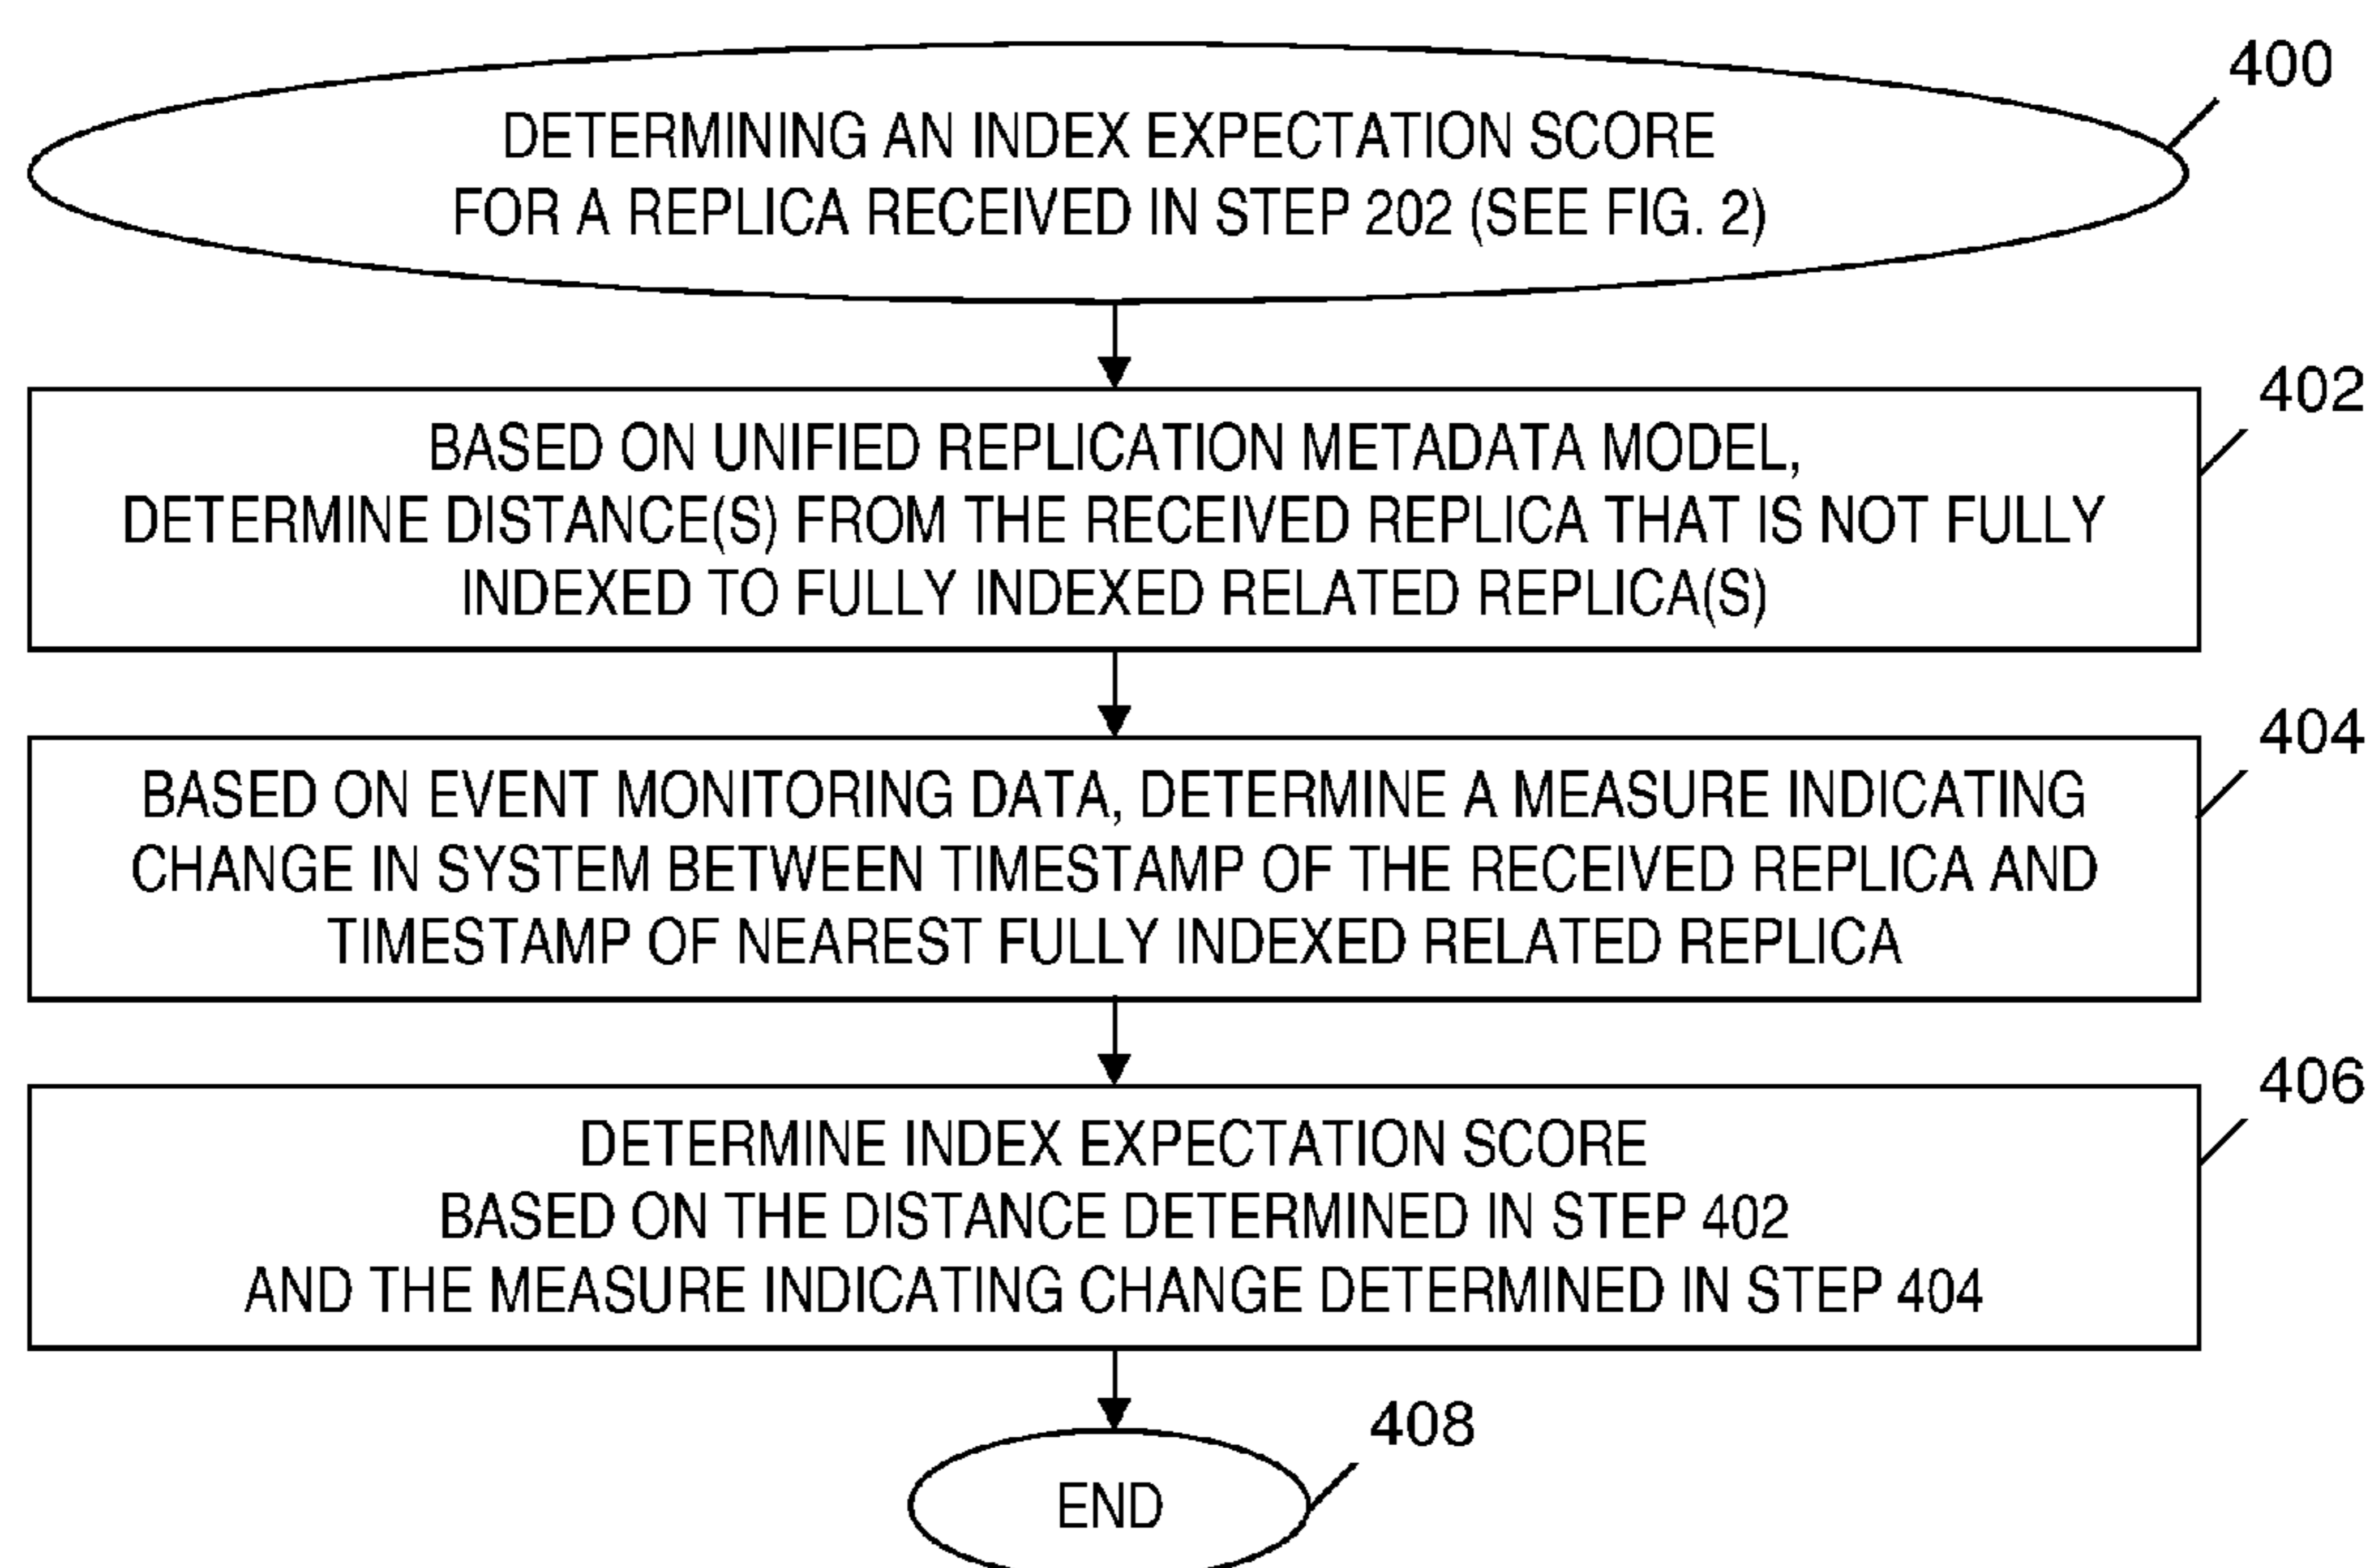 400
DETERMINING AN INDEX EXPECTATION SCORE
FOR A REPLICA RECEIVED IN STEP 202 (SEE FIG. 2)
402
BASED ON UNIFIED REPLICATION METADATA MODEL,
DETERMINE DISTANCE(S) FROM THE RECEIVED REPLICA THAT IS NOT FULLY
INDEXED TO FULLY INDEXED RELATED REPLICA(S)
404
BASED ON EVENT MONITORING DATA, DETERMINE A MEASURE INDICATING
CHANGE IN SYSTEM BETWEEN TIMESTAMP OF THE RECEIVED REPLICA AND
TIMESTAMP OF NEAREST FULLY INDEXED RELATED REPLICA
406
DETERMINE INDEX EXPECTATION SCORE
BASED ON THE DISTANCE DETERMINED IN STEP 402
AND THE MEASURE INDICATING CHANGE DETERMINED IN STEP 404
408
END